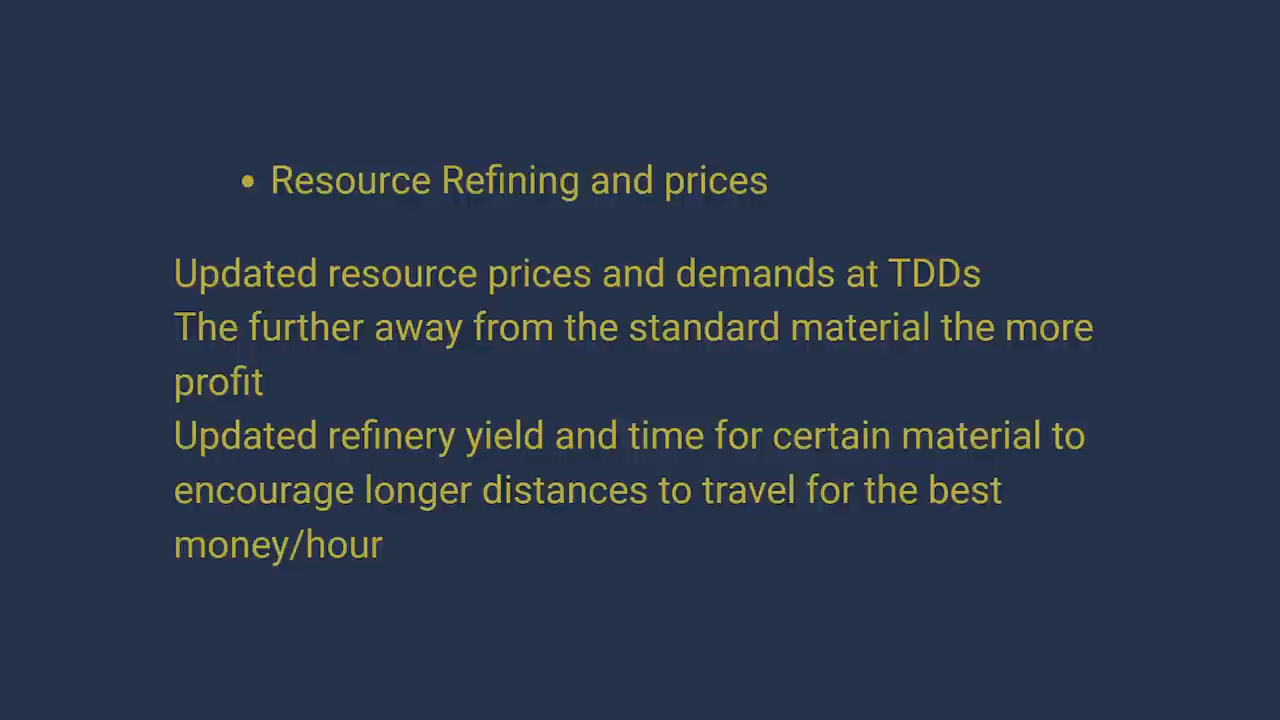 • Resource Refining and prices
Updated resource prices and demands at TDDs
The further away from the standard material the more
profit
Updated refinery yield and time for certain material to
encourage longer distances to travel for the best
money/hour